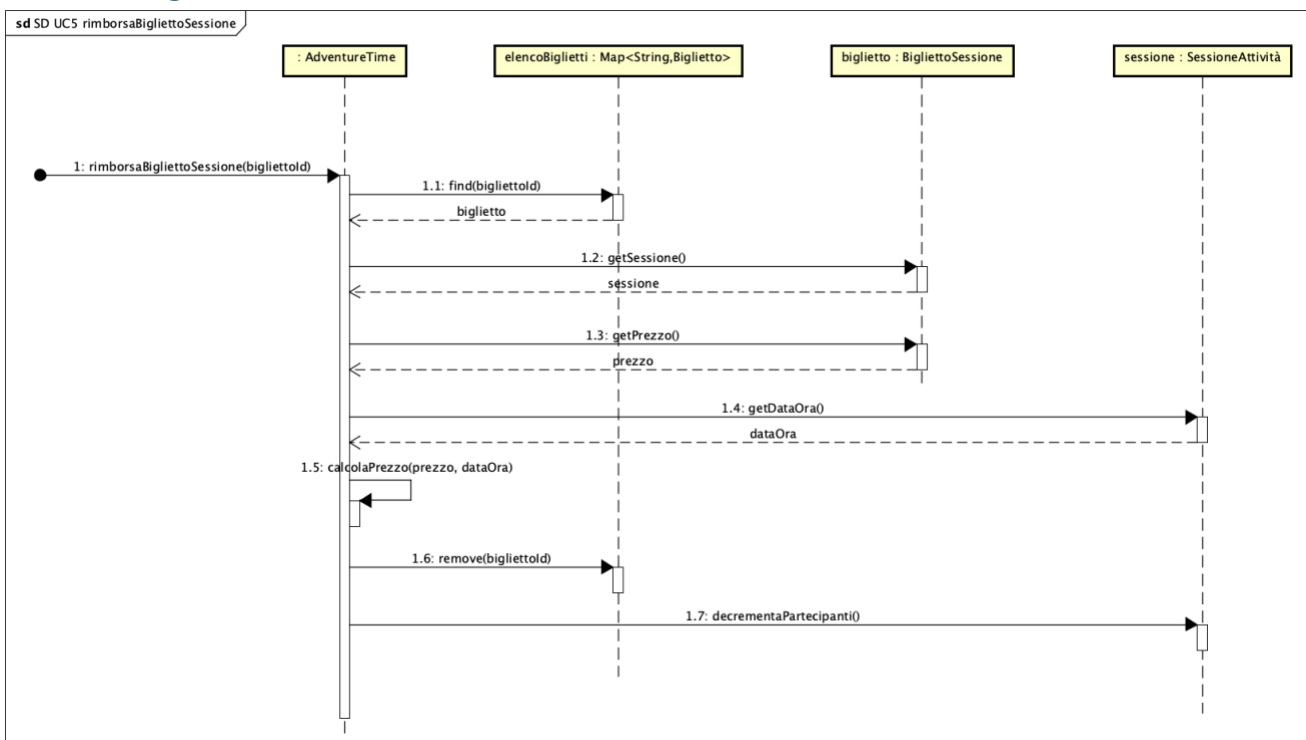 sd SD UC5 rimborsaBigliettoSessione
: AdventureTime
elencoBiglietti : Map<String,Biglietto>
biglietto : BigliettoSessione
sessione : SessioneAttività
1: rimborsaBigliettoSessione(bigliettoId)
1.1: find(bigliettoId)
biglietto
1.2: getSessione()
sessione
1.3: getPrezzo()
prezzo
1.4: getDataOra()
dataOra
1.5: calcolaPrezzo(prezzo, dataOra)
1.6: remove(bigliettoId)
1.7: decrementaPartecipanti()